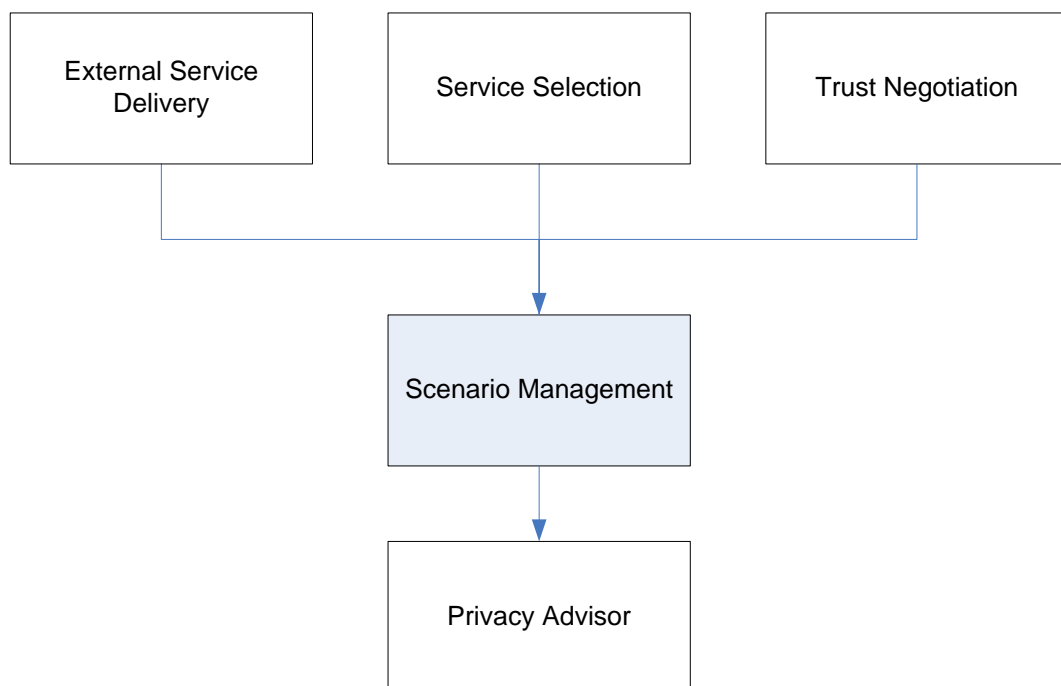 External Service
Delivery
Service Selection
Trust Negotiation
Scenario Management
Privacy Advisor